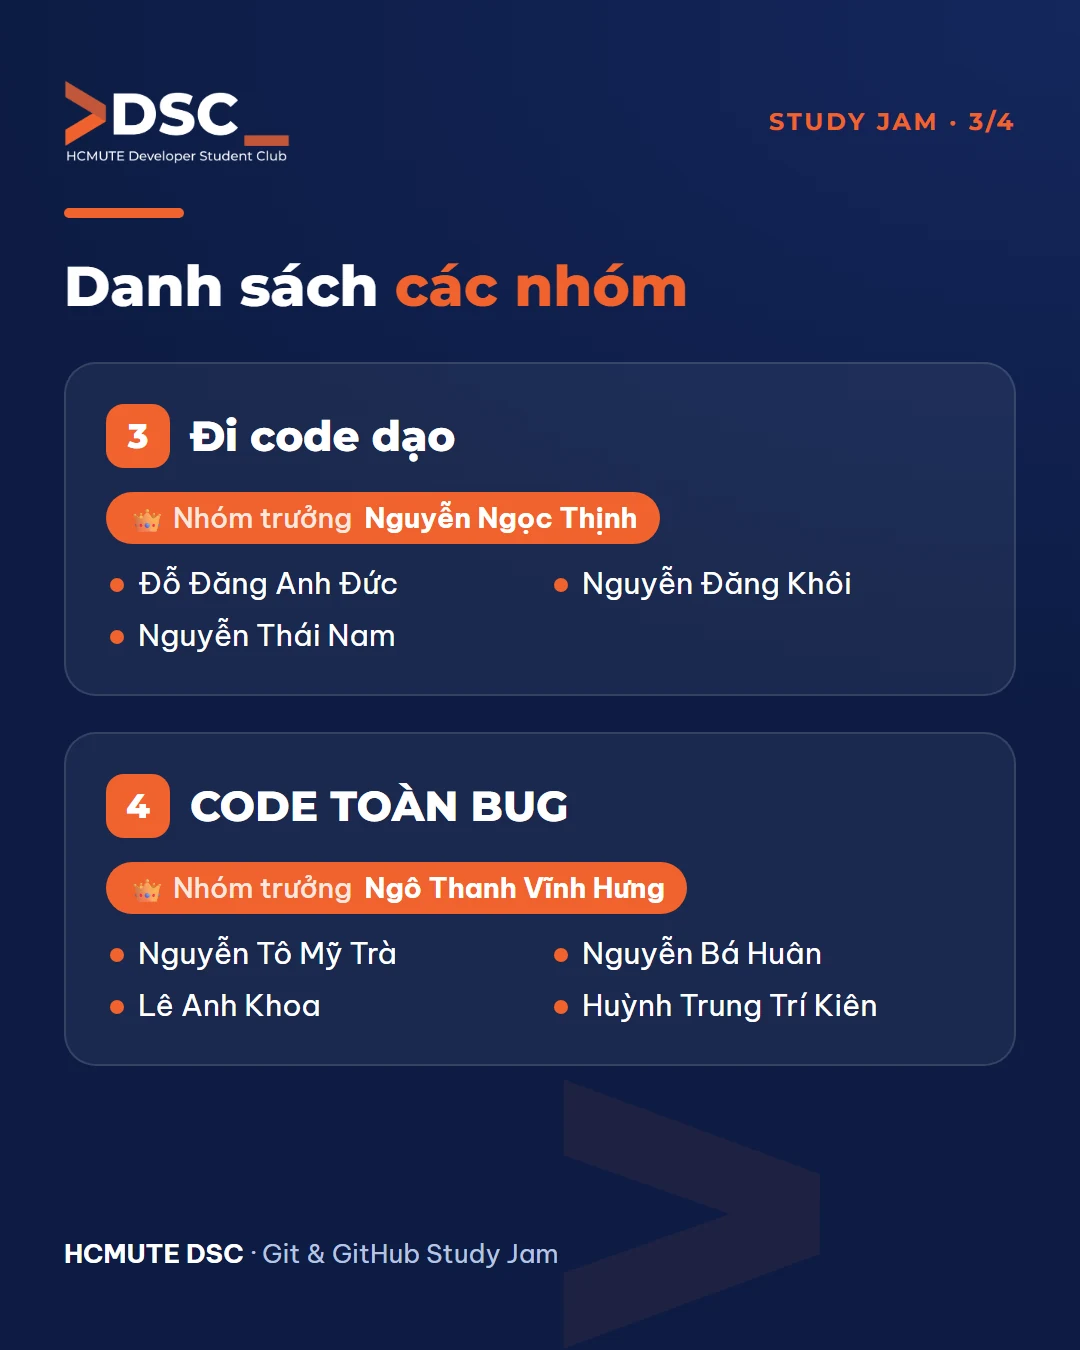 DSC_
HCMUTE Developer Student Club
STUDY JAM · 3/4
Danh sách các nhóm
3 Đi code dạo
Nhóm trưởng Nguyễn Ngọc Thịnh
Đỗ Đăng Anh Đức
Nguyễn Đăng Khôi
Nguyễn Thái Nam
4 CODE TOÀN BUG
Nhóm trưởng Ngô Thanh Vĩnh Hưng
Nguyễn Tô Mỹ Trà
Nguyễn Bá Huân
Lê Anh Khoa
Huỳnh Trung Trí Kiên
HCMUTE DSC · Git & GitHub Study Jam